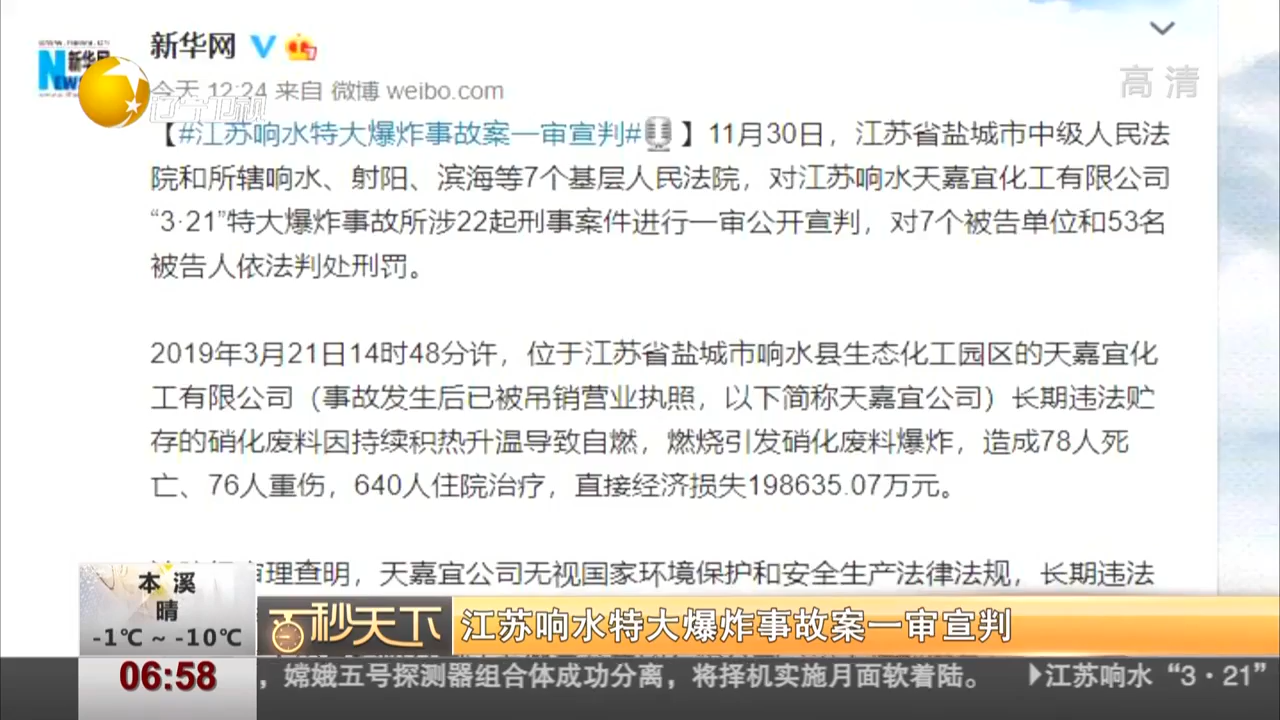 新华网
高清
辽宁卫视
今天 12:24 来自 微博 weibo.com
【#江苏响水特大爆炸事故案一审宣判#】11月30日，江苏省盐城市中级人民法
院和所辖响水、射阳、滨海等7个基层人民法院，对江苏响水天嘉宜化工有限公司
“3·21”特大爆炸事故所涉22起刑事案件进行一审公开宣判，对7个被告单位和53名
被告人依法判处刑罚。
2019年3月21日14时48分许，位于江苏省盐城市响水县生态化工园区的天嘉宜化
工有限公司（事故发生后已被吊销营业执照，以下简称天嘉宜公司）长期违法贮
存的硝化废料因持续积热升温导致自燃，燃烧引发硝化废料爆炸，造成78人死
亡、76人重伤，640人住院治疗，直接经济损失198635.07万元。
理查明，天嘉宜公司无视国家环境保护和安全生产法律法规，长期违法
本溪
晴
-1℃ ~ -10℃
百秒天下
江苏响水特大爆炸事故案一审宣判
06:58
，嫦娥五号探测器组合体成功分离，将择机实施月面软着陆。 ▶江苏响水“3·21”